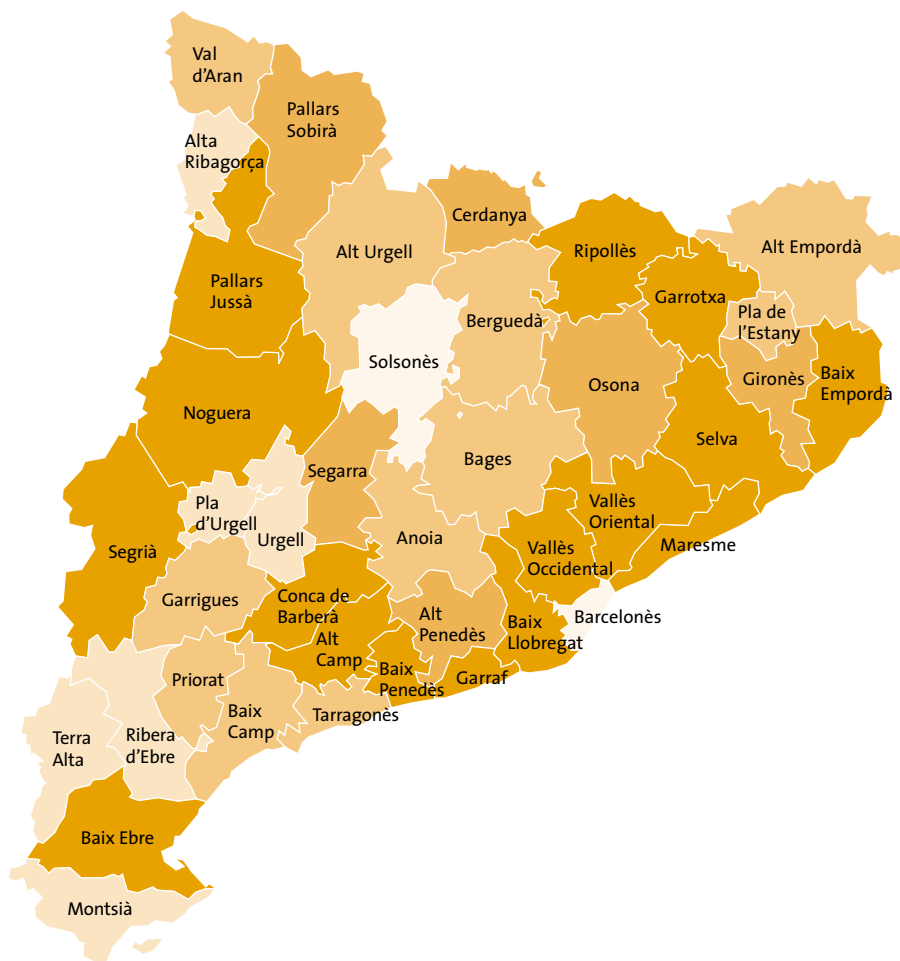 Val
d’Aran
Pallars
Sobirà
Alta
Ribagorça
Cerdanya
Alt Urgell
Ripollès
Alt Empordà
Pallars
Jussà
Garrotxa
Pla de
l’Estany
Berguedà
Solsonès
Osona
Gironès
Baix
Empordà
Noguera
Selva
Segarra
Bages
Pla
d’Urgell
Urgell
Vallès
Oriental
Segrià
Anoia
Vallès
Occidental
Maresme
Garrigues
Conca de
Barberà
Alt
Penedès
Baix
Llobregat
Barcelonès
Alt
Camp
Baix
Penedès
Garraf
Priorat
Baix
Camp
Tarragonès
Terra
Alta
Ribera
d’Ebre
Baix Ebre
Montsià